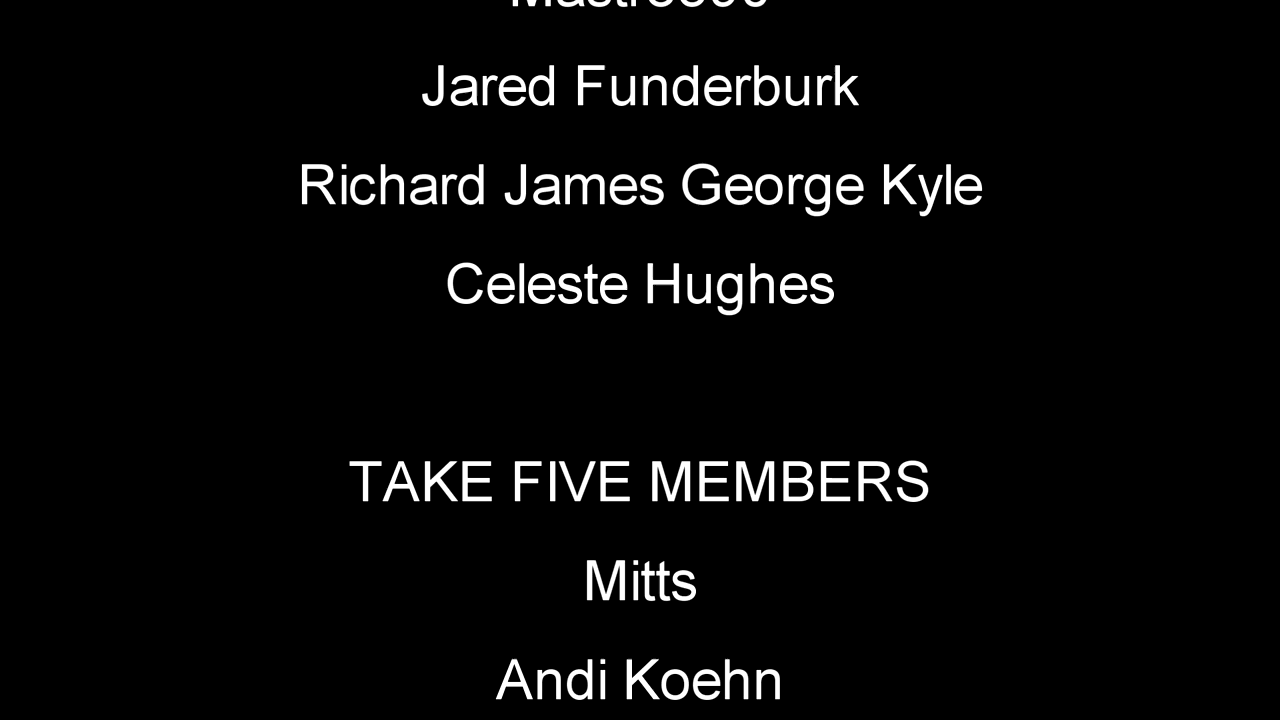 Jared Funderburk
Richard James George Kyle
Celeste Hughes
TAKE FIVE MEMBERS
Mitts
Andi Koehn